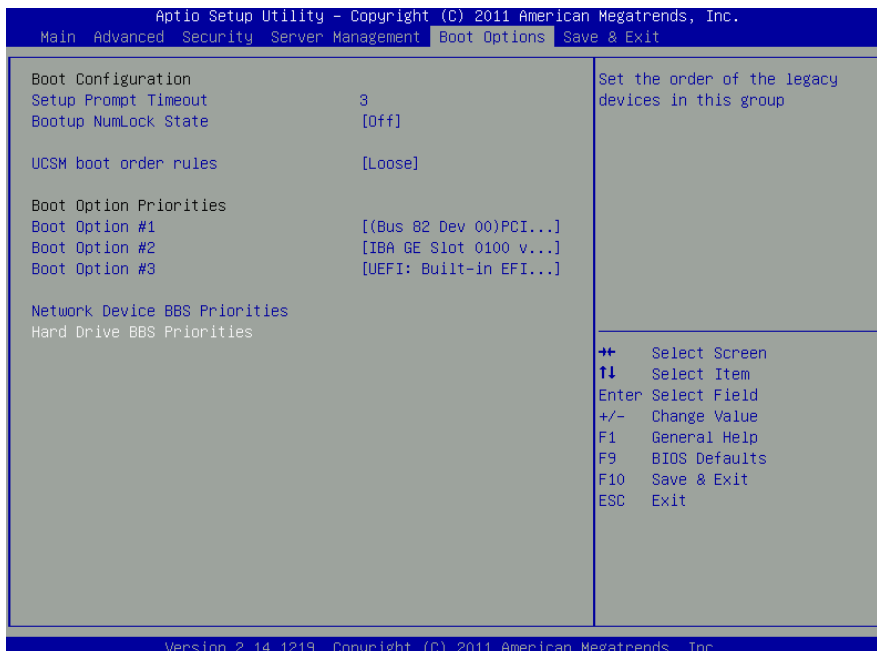 Aptio Setup Utility – Copyright (C) 2011 American Megatrends, Inc.
Main Advanced Security Server Management Boot Options Save & Exit
Boot Configuration
Setup Prompt Timeout 3
Bootup NumLock State [Off]
UCSM boot order rules [Loose]
Boot Option Priorities
Boot Option #1 [(Bus 82 Dev 00)PCI...]
Boot Option #2 [IBA GE Slot 0100 v...]
Boot Option #3 [UEFI: Built-in EFI...]
Network Device BBS Priorities
Hard Drive BBS Priorities
Set the order of the legacy
devices in this group
→← Select Screen
↑↓ Select Item
Enter Select Field
+/- Change Value
F1 General Help
F9 BIOS Defaults
F10 Save & Exit
ESC Exit
Version 2.14.1219. Copyright (C) 2011 American Megatrends, Inc.